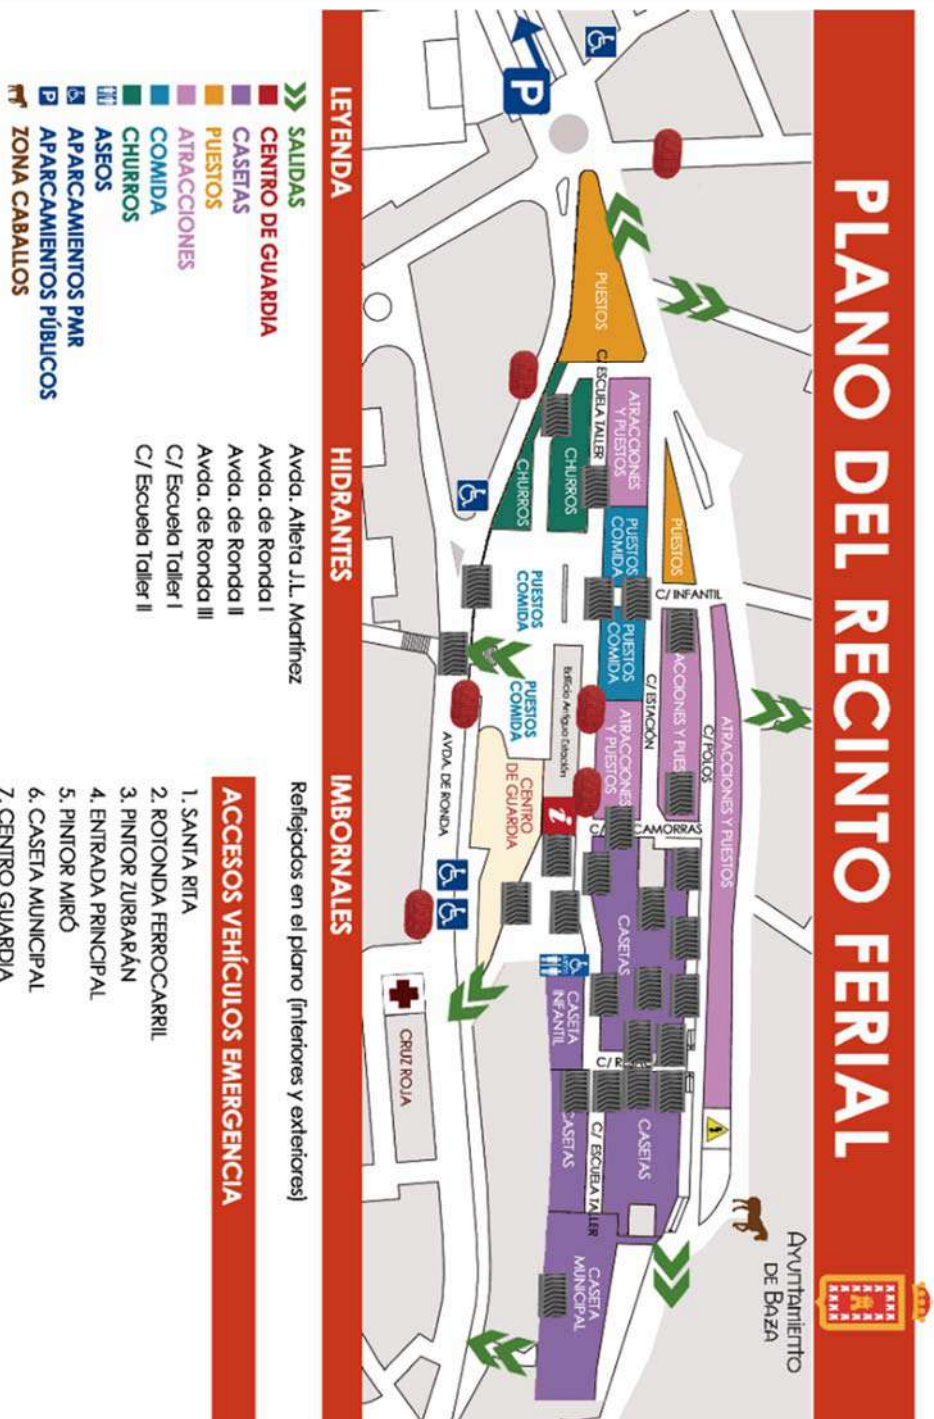 PLANO DEL RECINTO FERIAL
AYUNTAMIENTO
DE BAZA
P
PUESTOS
C/ ESCUELA TALLER
ATRACCIONES
Y PUESTOS
CHURROS
CHURROS
PUESTOS
PUESTOS
COMIDA
C/ INFANTIL
PUESTOS
COMIDA
PUESTOS
COMIDA
PUESTOS
COMIDA
Edificio Antigua Estación
C/ ESTACIÓN
ATRACCIONES
Y PUESTOS
ACCIONES Y PUES
C/ POLOS
ATRACCIONES Y PUESTOS
CAMORRAS
CENTRO
DE GUARDIA
i
AVDA. DE RONDA
CASETAS
CASETA
INFANTIL
CRUZ ROJA
CASETAS
CASETAS
C/ ESCUELA TALLER
CASETA
MUNICIPAL
LEYENDA
SALIDAS
CENTRO DE GUARDIA
CASETAS
PUESTOS
ATRACCIONES
COMIDA
CHURROS
ASEOS
APARCAMIENTOS PMR
P APARCAMIENTOS PÚBLICOS
ZONA CABALLOS
HIDRANTES
Avda. Atleta J.L. Martínez
Avda. de Ronda I
Avda. de Ronda II
Avda. de Ronda III
C/ Escuela Taller I
C/ Escuela Taller II
IMBORNALES
Reflejados en el plano (interiores y exteriores)
ACCESOS VEHÍCULOS EMERGENCIA
1. SANTA RITA
2. ROTONDA FERROCARRIL
3. PINTOR ZURBARÁN
4. ENTRADA PRINCIPAL
5. PINTOR MIRÓ
6. CASETA MUNICIPAL
7. CENTRO GUARDIA